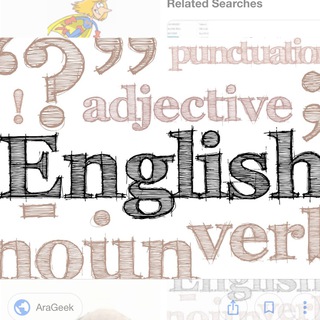 Related Searches
punctuation
! ? ”
adjective
English
noun verb
AraGeek